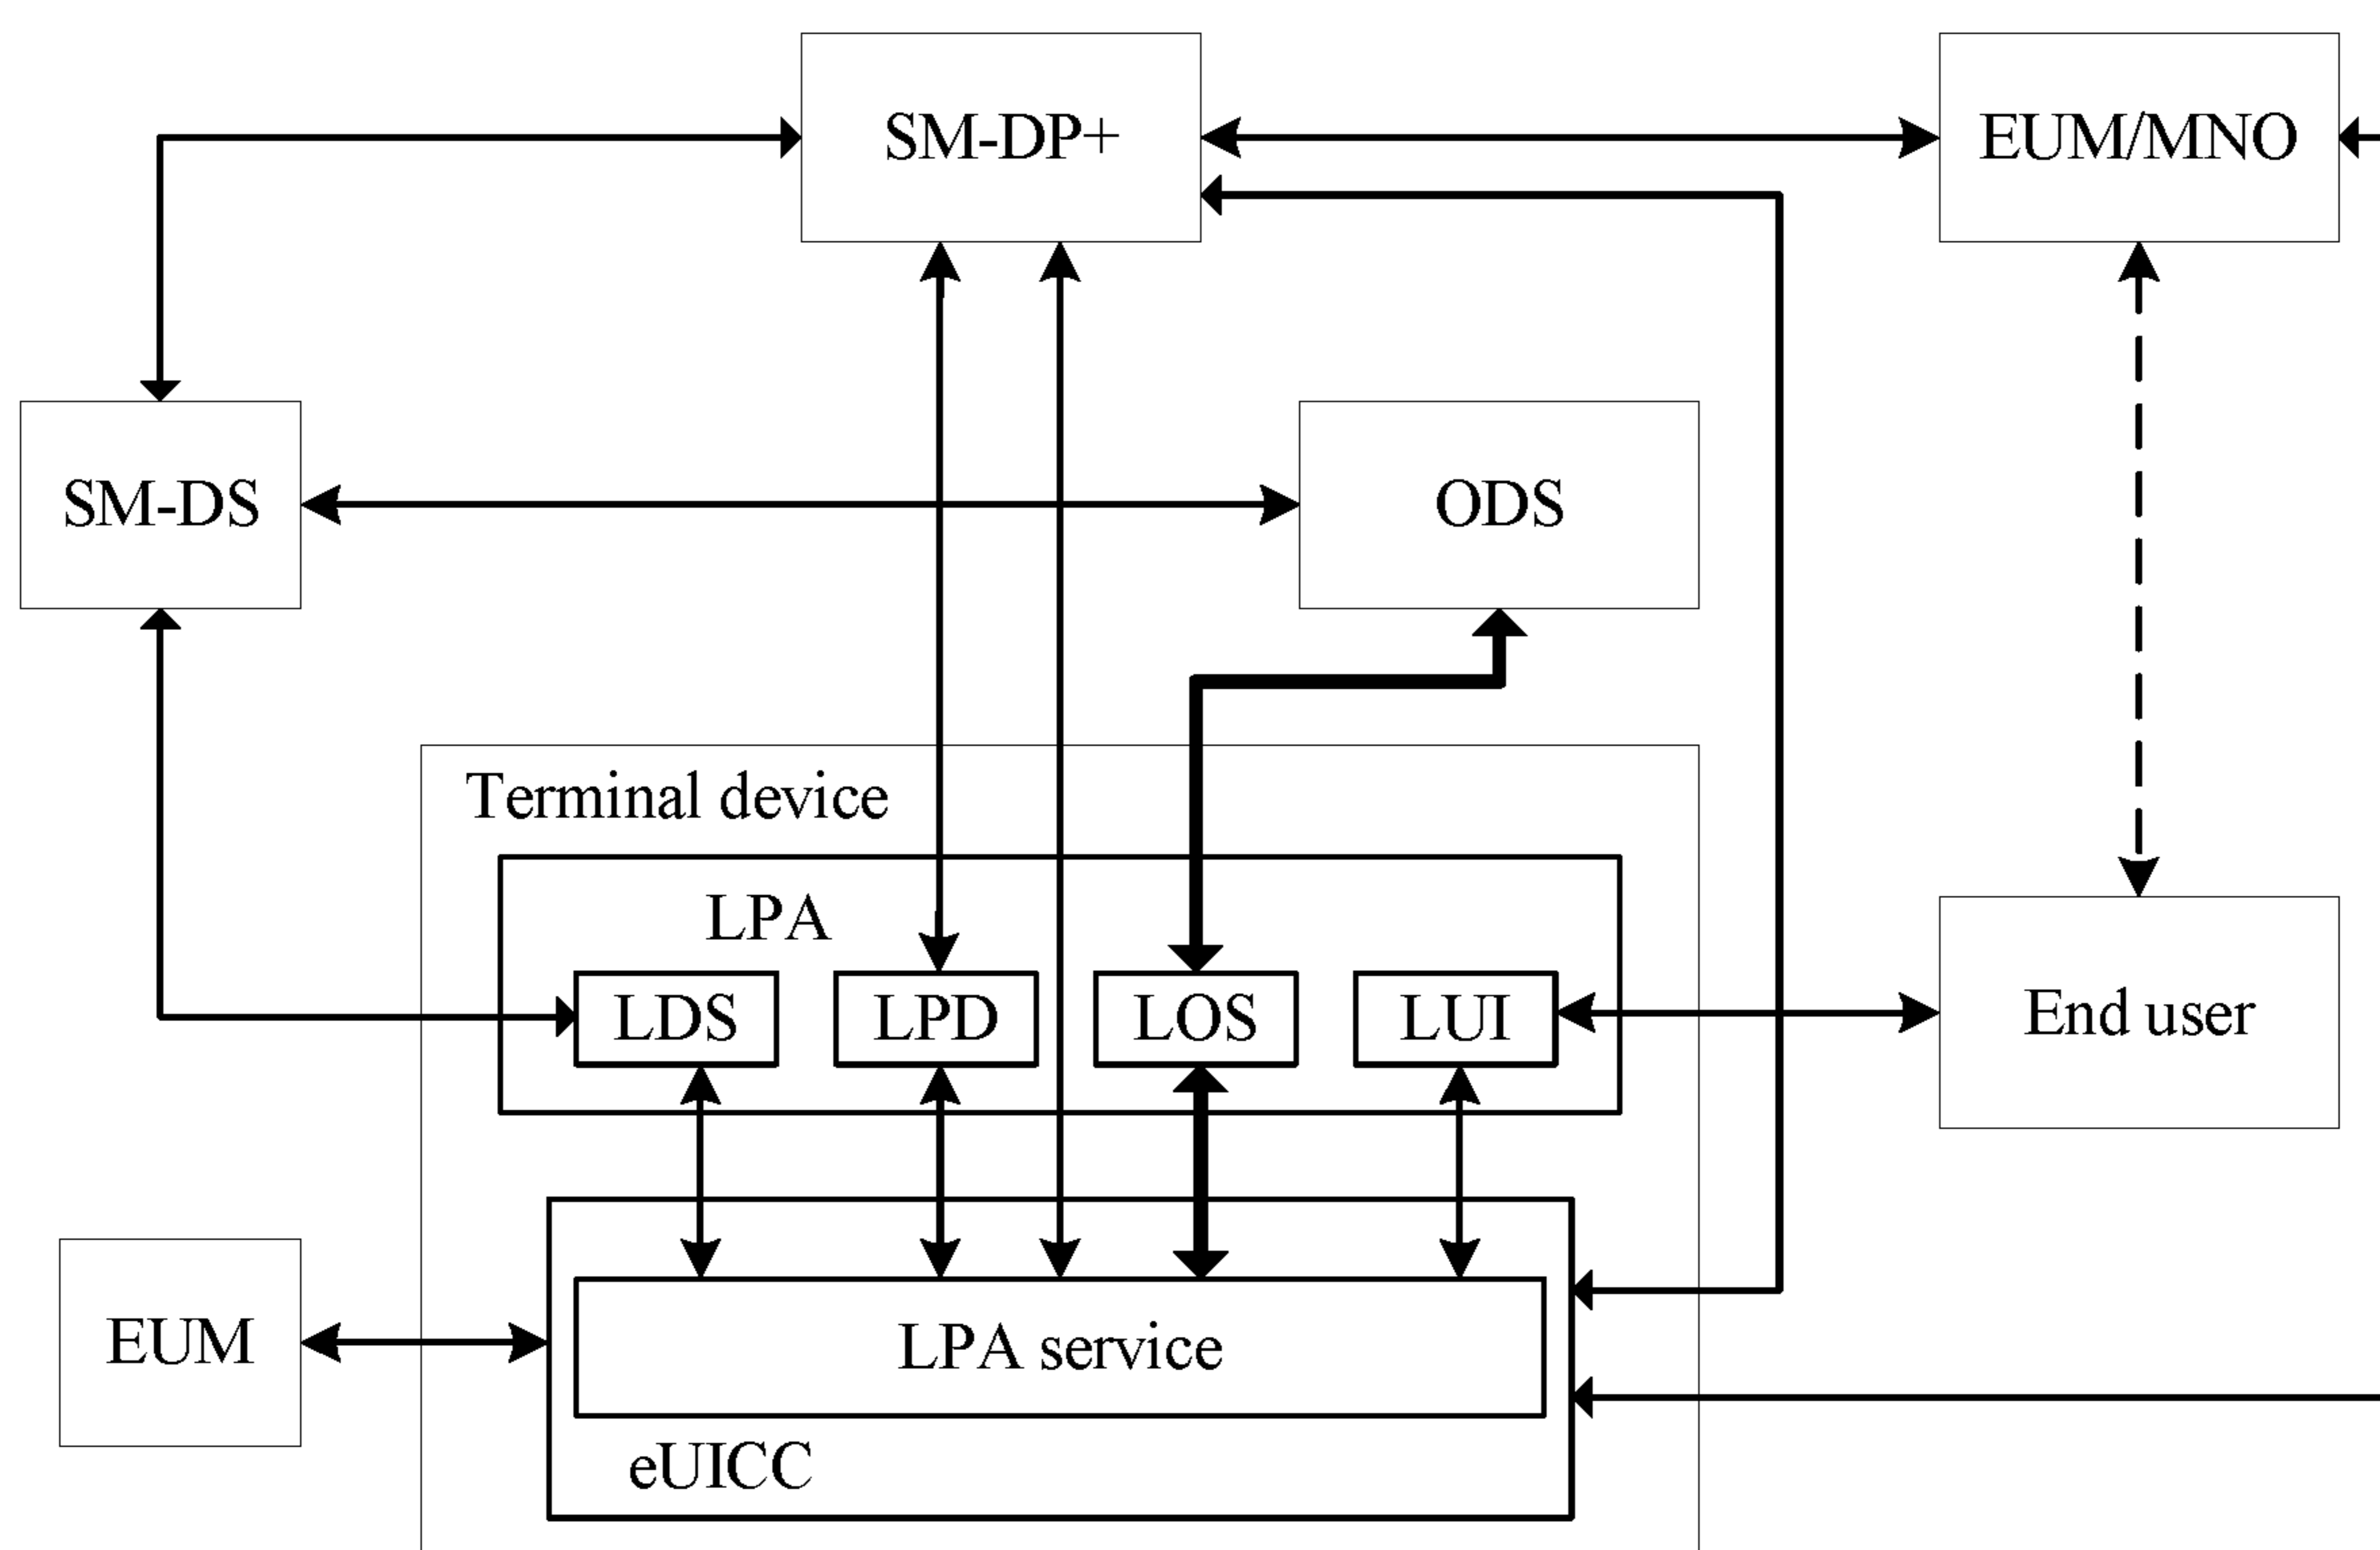 SM-DP+
EUM/MNO
SM-DS
ODS
Terminal device
LPA
LDS
LPD
LOS
LUI
End user
EUM
LPA service
eUICC